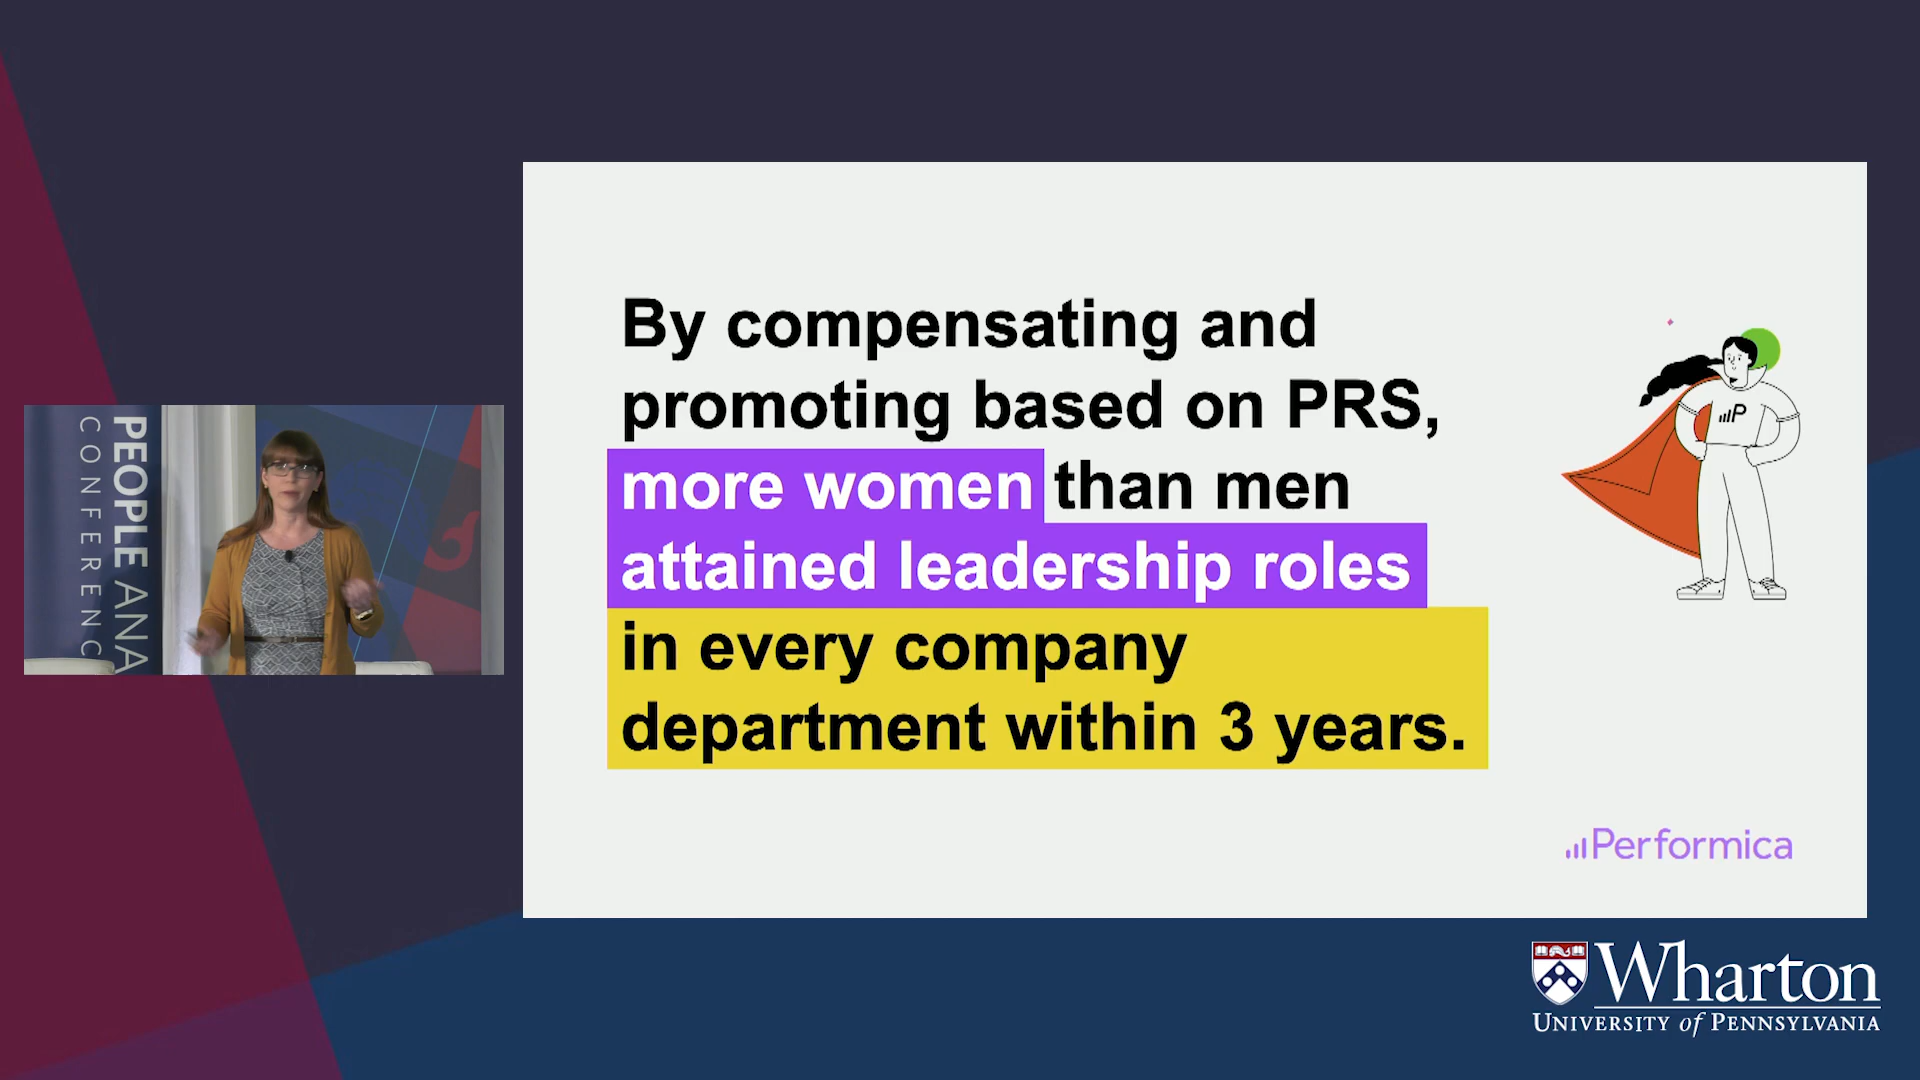 By compensating and
promoting based on PRS,
more women than men
attained leadership roles
in every company
department within 3 years.
P
Performica
PEOPLE ANA
CONFERENC
Wharton
UNIVERSITY of PENNSYLVANIA